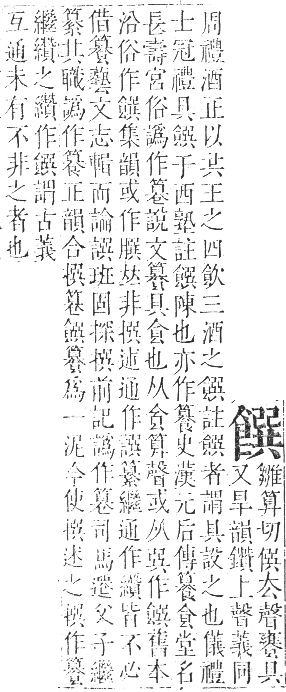 饌
雛算切僎去聲饔具
又旱韻鑽上聲義同
周禮酒正以共王之四飲三酒之饌註饌者謂具設之也儀禮
士冠禮具饌于西塾註饌陳也亦作籑史漢元后傳籑食堂名
長壽宮俗譌作篹說文籑具食也从食算聲或从巽作饌舊本
沿俗作饌集韻或作𦠆𠀤非撰述通作譔纂繼通作纘皆不必
借籑藝文志輯而論譔班固採撰前記譌作篹司馬遷父子繼
纂其職譌作籑正韻合撰篹饌籑爲一泥今使撰述之撰作籑
繼纘之纘作饌謂古義
互通未有不非之者也